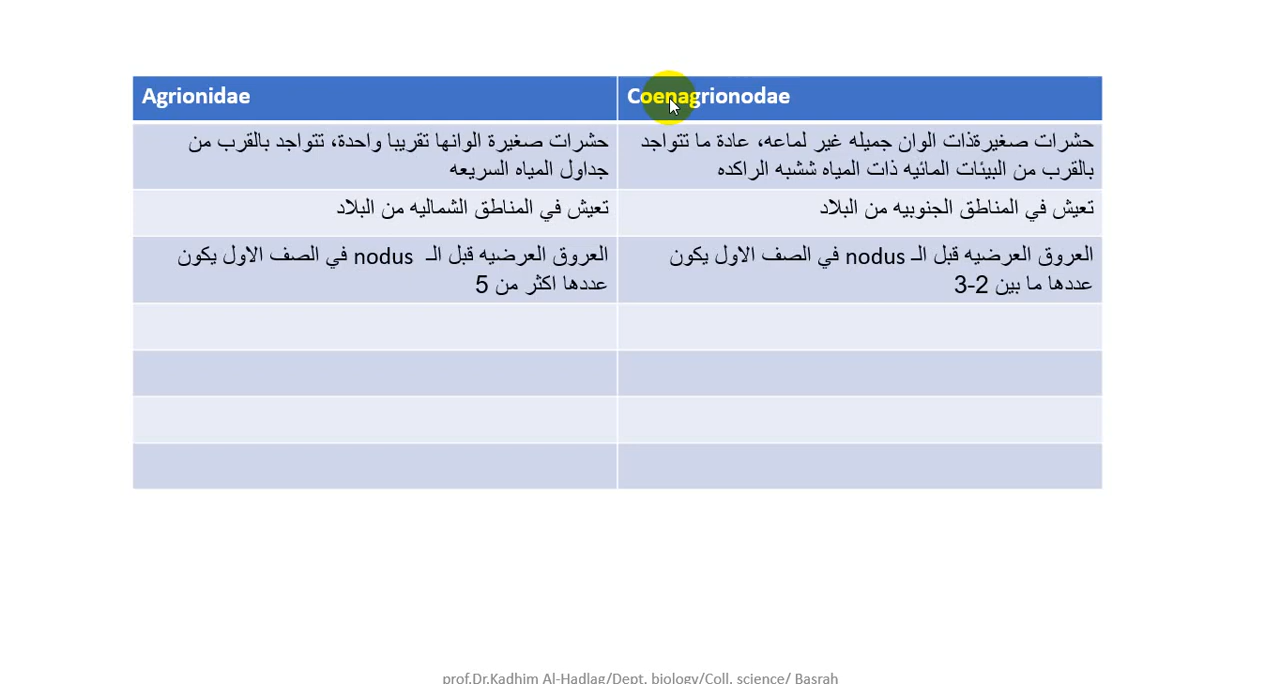 Agrionidae
Coenagrionodae
حشرات صغيرة الوانها تقريبا واحدة، تتواجد بالقرب من
جداول المياه السريعه
حشرات صغيرةذات الوان جميله غير لماعه، عادة ما تتواجد
بالقرب من البيئات المائيه ذات المياه ششبه الراكده
تعيش في المناطق الشماليه من البلاد
تعيش في المناطق الجنوبيه من البلاد
العروق العرضيه قبل الـ nodus في الصف الاول يكون
عددها اكثر من 5
العروق العرضيه قبل الـ nodus في الصف الاول يكون
عددها ما بين 2-3
prof.Dr.Kadhim Al-Hadlag/Dept. biology/Coll. science/ Basrah